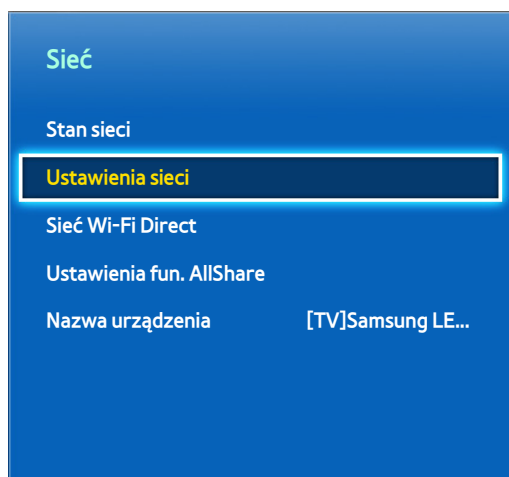 Sieć
Stan sieci
Ustawienia sieci
Sieć Wi-Fi Direct
Ustawienia fun. AllShare
Nazwa urządzenia [TV]Samsung LE...